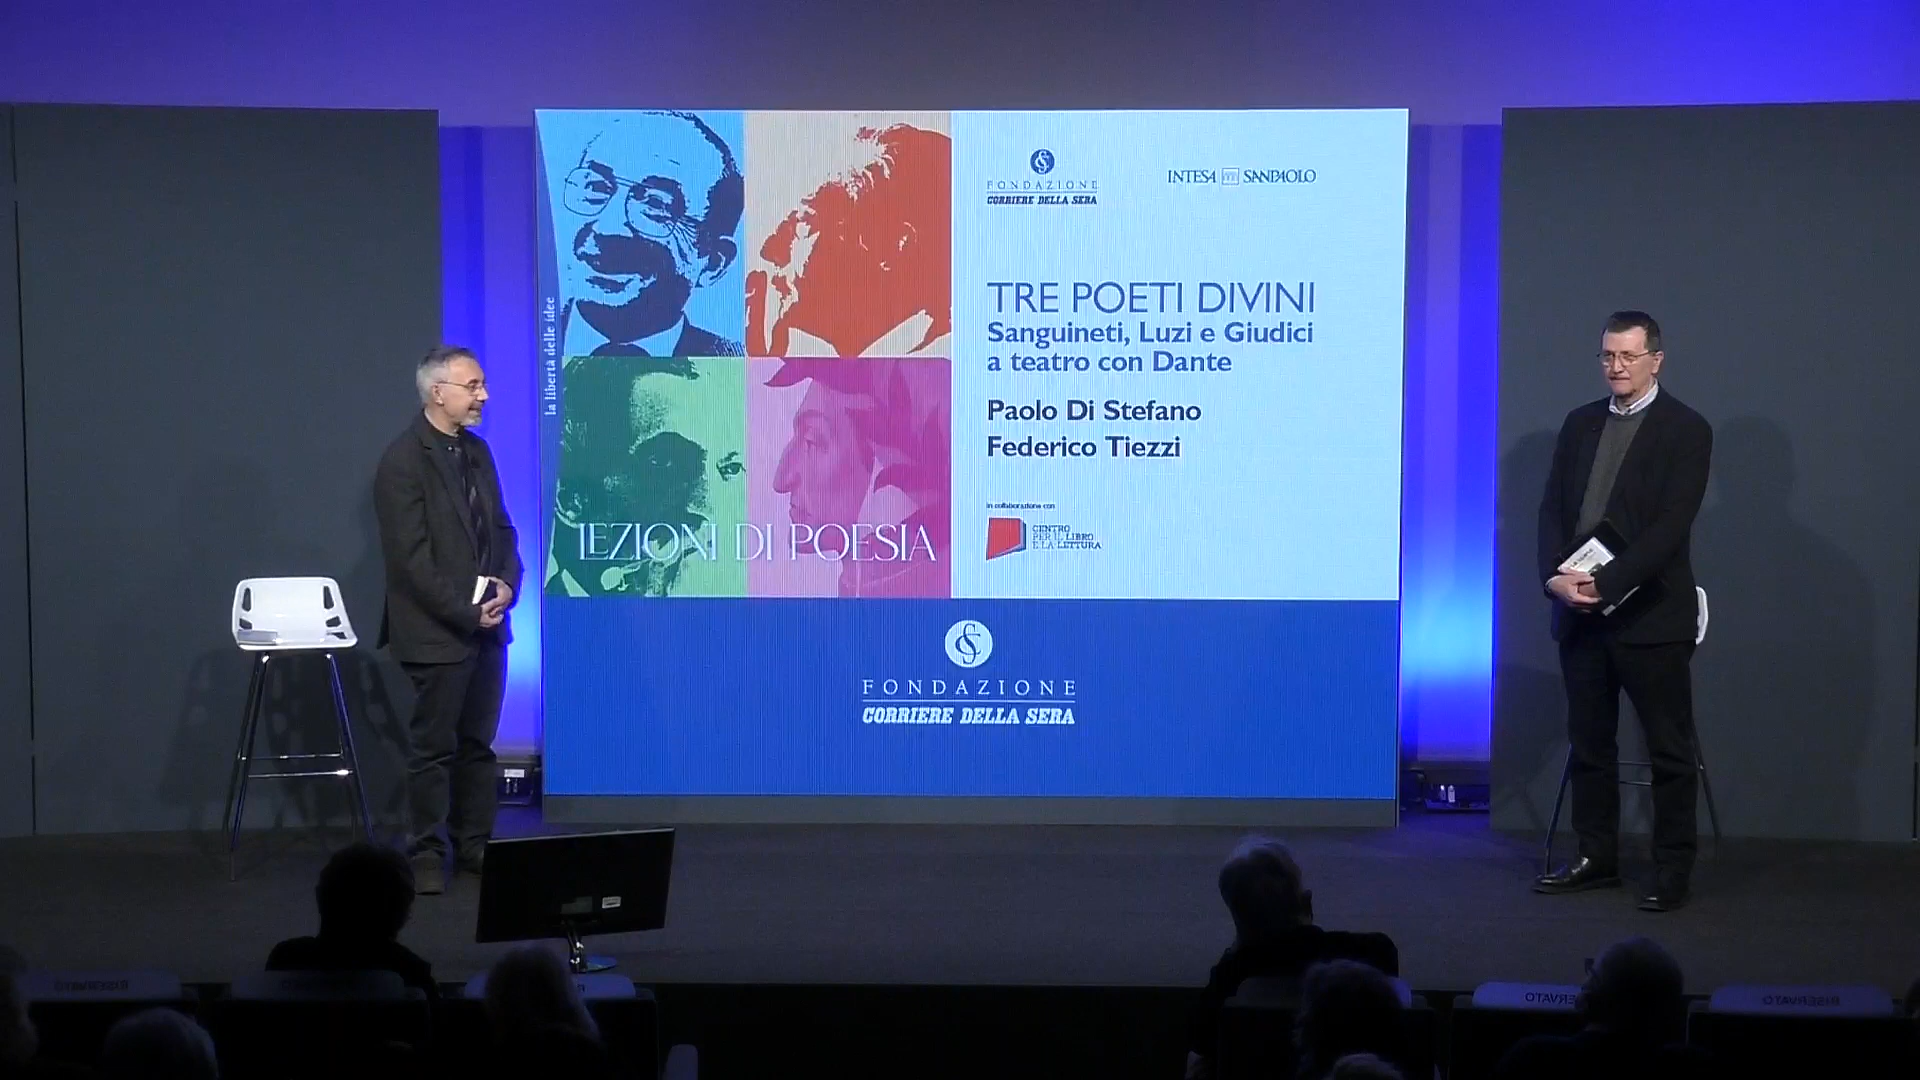 la libertà delle idee
LEZIONI DI POESIA
FONDAZIONE
CORRIERE DELLA SERA
INTESA SANPAOLO
TRE POETI DIVINI
Sanguineti, Luzi e Giudici
a teatro con Dante
Paolo Di Stefano
Federico Tiezzi
in collaborazione con
CENTRO
PER IL LIBRO
E LA LETTURA
FONDAZIONE
CORRIERE DELLA SERA
RISERVATO
RISERVATO